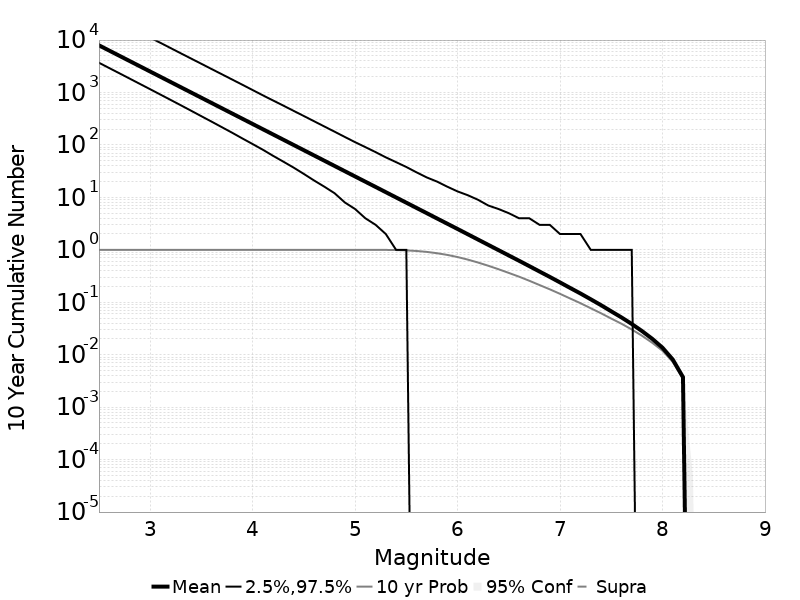 10^4
10^3
10^2
10^1
10^0
10^-1
10^-2
10^-3
10^-4
10^-5
10 Year Cumulative Number
3 4 5 6 7 8 9
Magnitude
Mean 2.5%,97.5% 10 yr Prob 95% Conf Supra